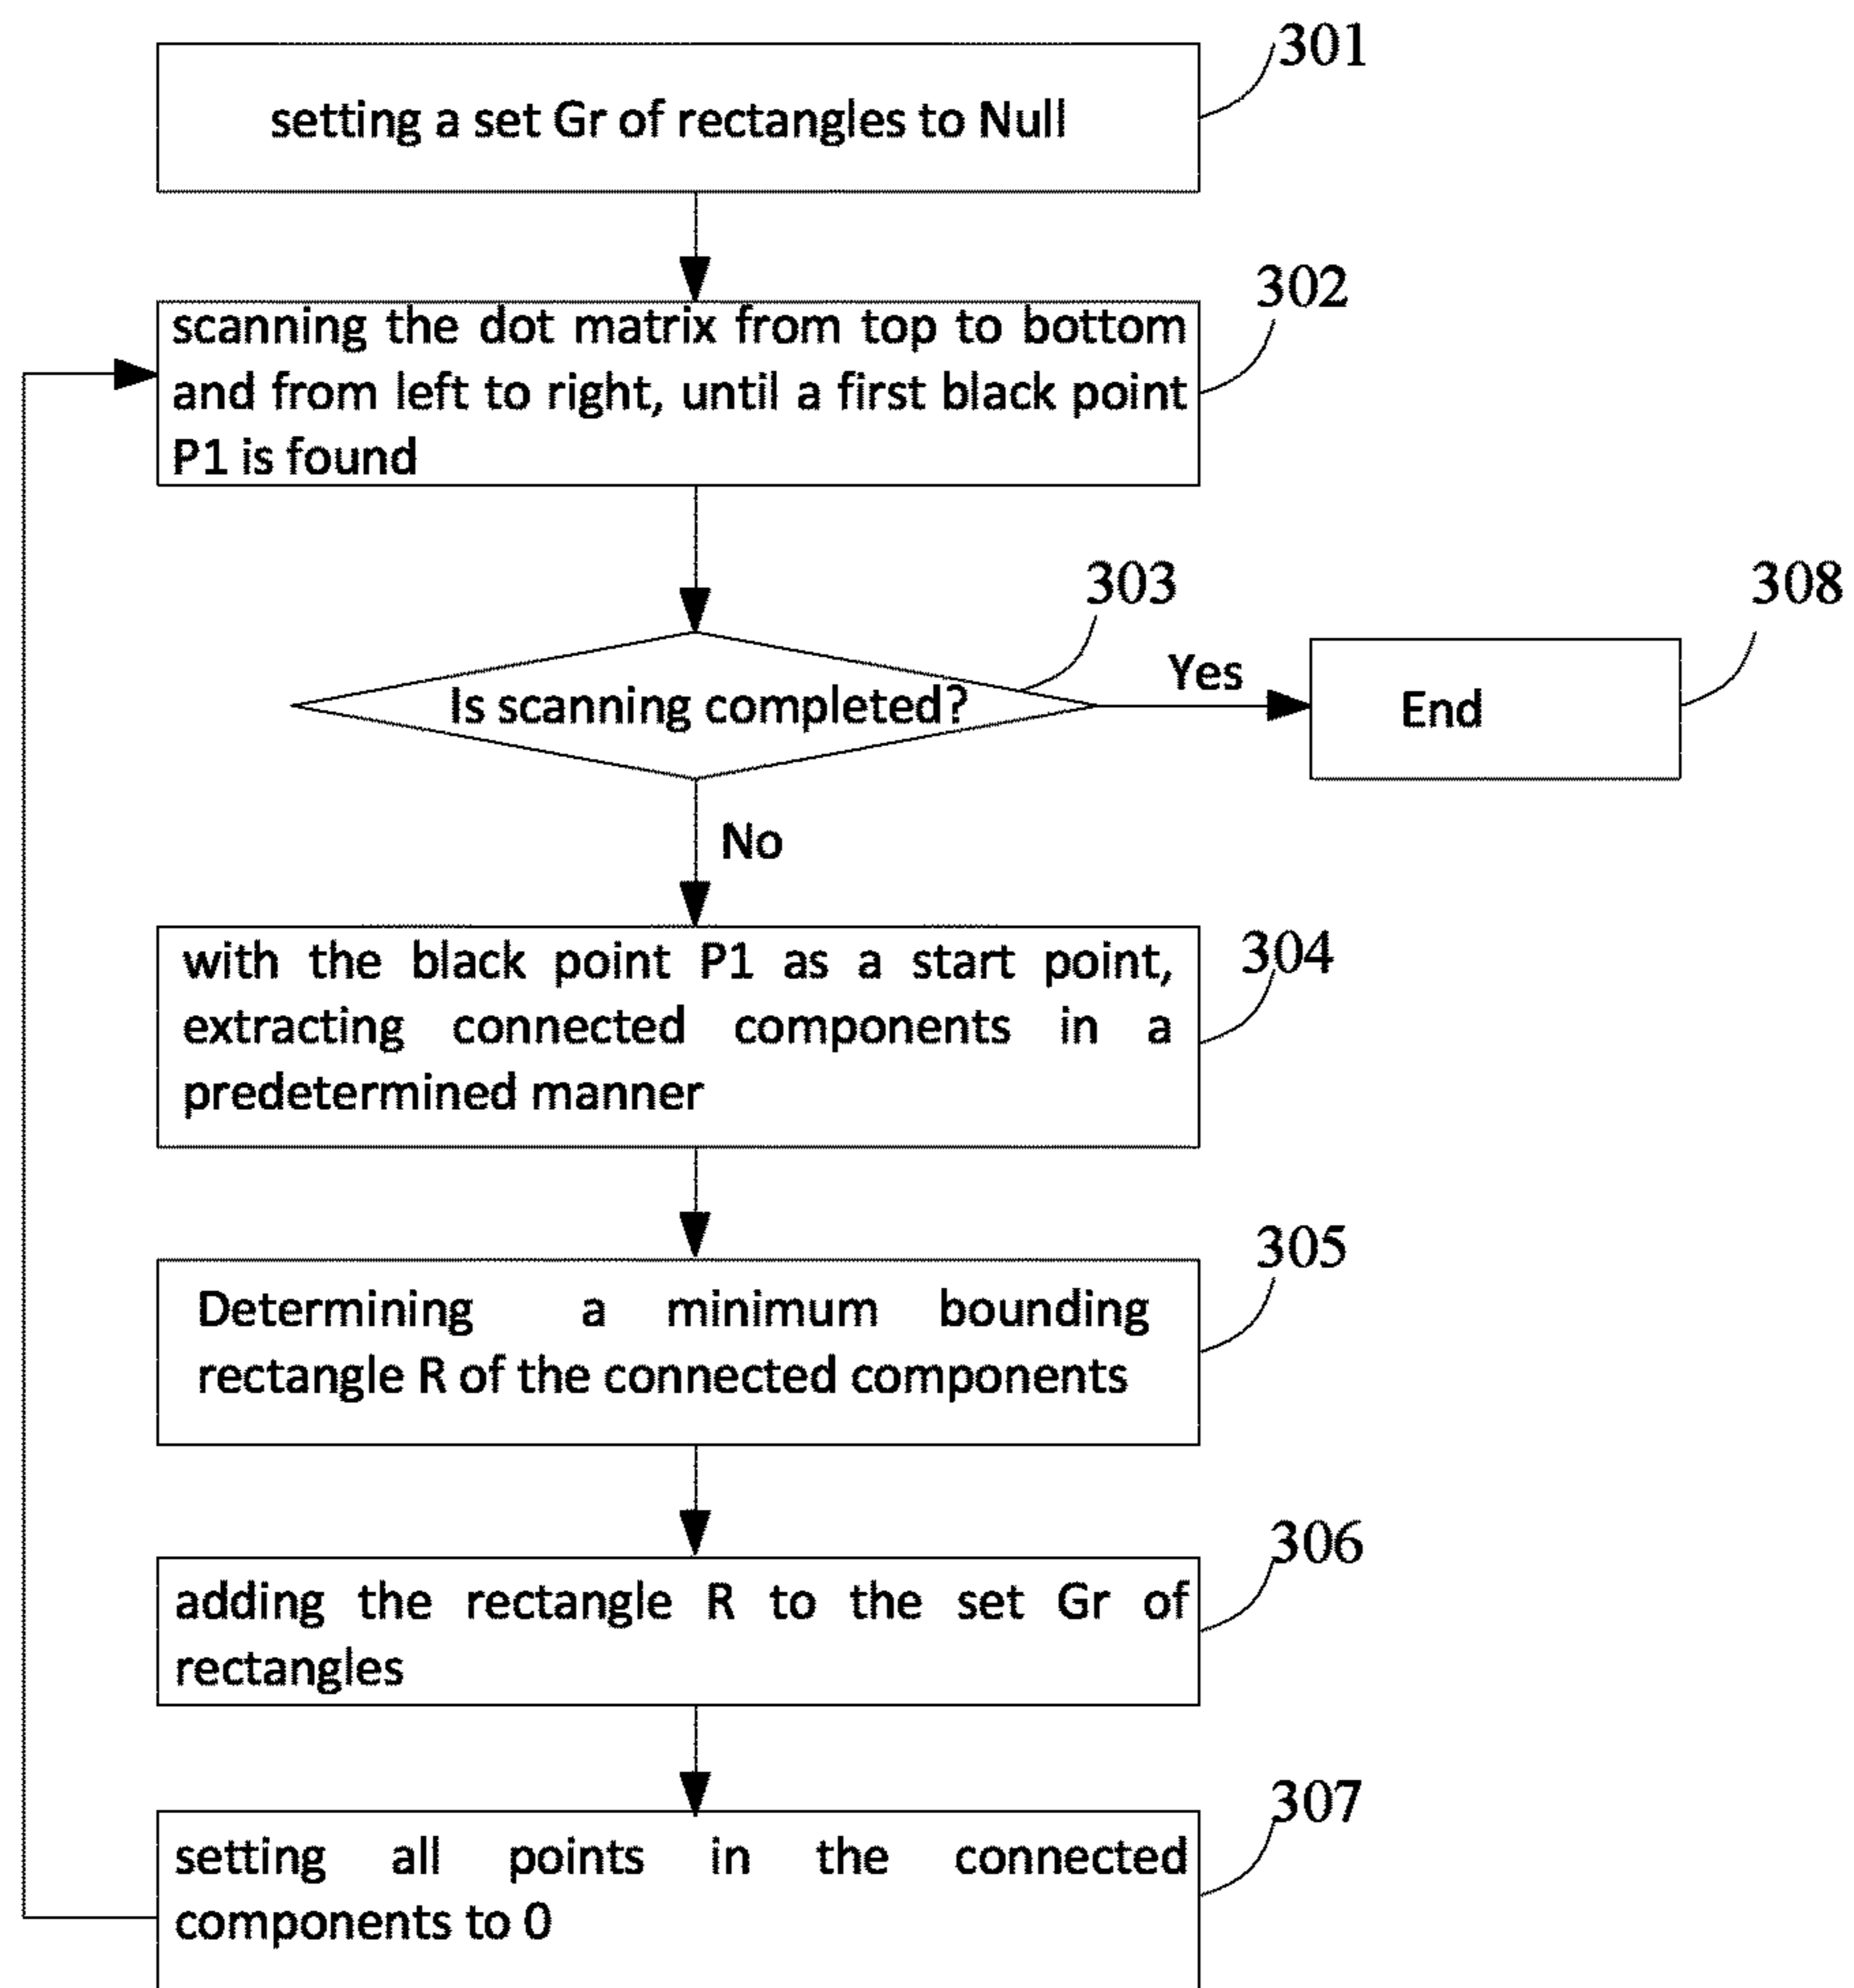 301
setting a set Gr of rectangles to Null
302
scanning the dot matrix from top to bottom
and from left to right, until a first black point
P1 is found
303
308
Is scanning completed?
Yes
End
No
304
with the black point P1 as a start point,
extracting connected components in a
predetermined manner
305
Determining a minimum bounding
rectangle R of the connected components
306
adding the rectangle R to the set Gr of
rectangles
307
setting all points in the connected
components to 0